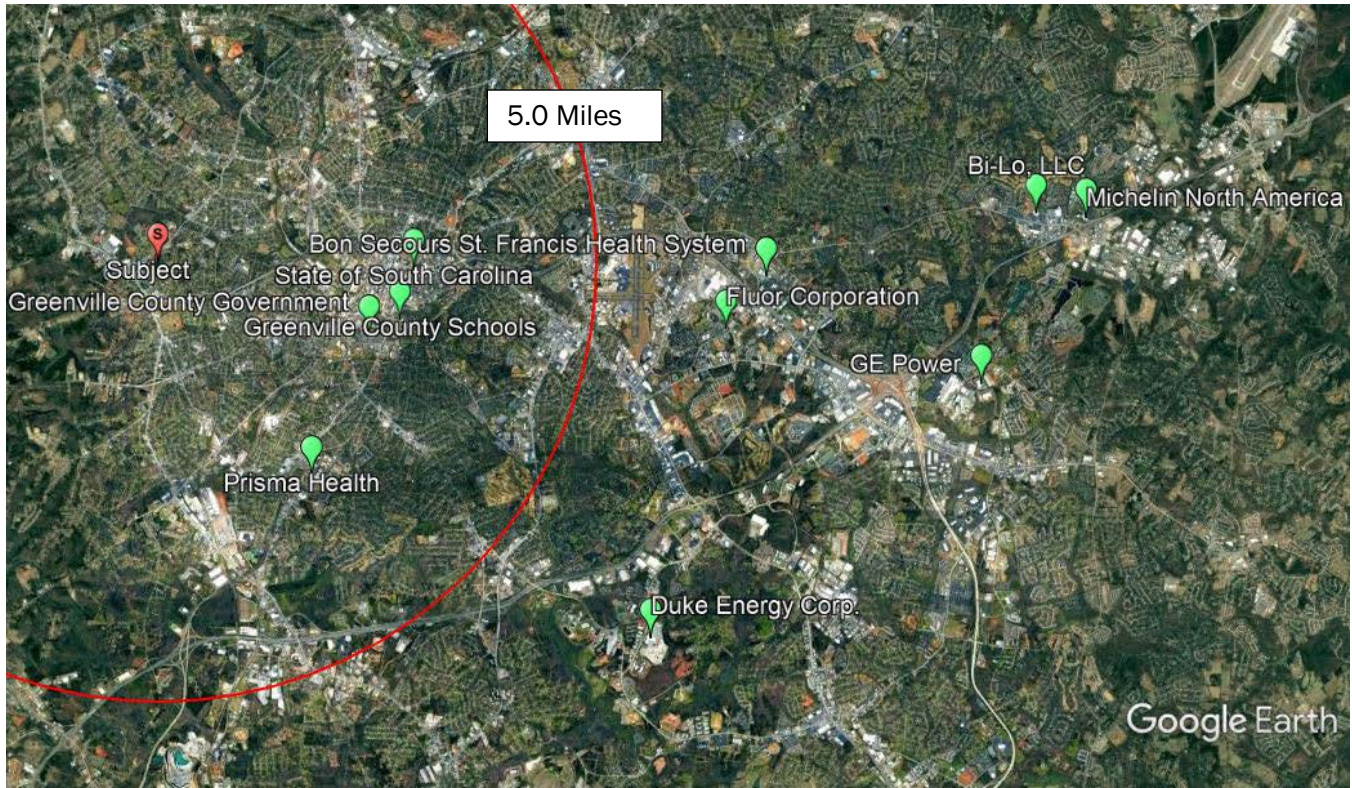 5.0 Miles
Bi-Lo, LLC
Michelin North America
S
Subject
Bon Secours St. Francis Health System
State of South Carolina
Greenville County Government
Greenville County Schools
Fluor Corporation
GE Power
Prisma Health
Duke Energy Corp.
Google Earth